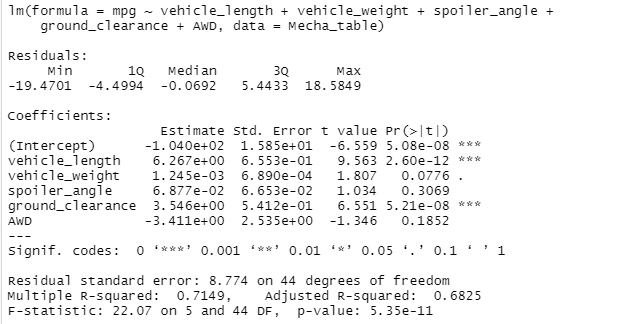 lm(formula = mpg ~ vehicle_length + vehicle_weight + spoiler_angle +
    ground_clearance + AWD, data = Mecha_table)

Residuals:
     Min       1Q   Median       3Q      Max
-19.4701  -4.4994  -0.0692   5.4433  18.5849

Coefficients:
                   Estimate Std. Error t value Pr(>|t|)
(Intercept)      -1.040e+02  1.585e+01  -6.559 5.08e-08 ***
vehicle_length    6.267e+00  6.553e-01   9.563 2.60e-12 ***
vehicle_weight    1.245e-03  6.890e-04   1.807   0.0776 .
spoiler_angle     6.877e-02  6.653e-02   1.034   0.3069
ground_clearance  3.546e+00  5.412e-01   6.551 5.21e-08 ***
AWD              -3.411e+00  2.535e+00  -1.346   0.1852
---
Signif. codes:  0 ‘***’ 0.001 ‘**’ 0.01 ‘*’ 0.05 ‘.’ 0.1 ‘ ’ 1

Residual standard error: 8.774 on 44 degrees of freedom
Multiple R-squared:  0.7149,    Adjusted R-squared:  0.6825
F-statistic: 22.07 on 5 and 44 DF,  p-value: 5.35e-11